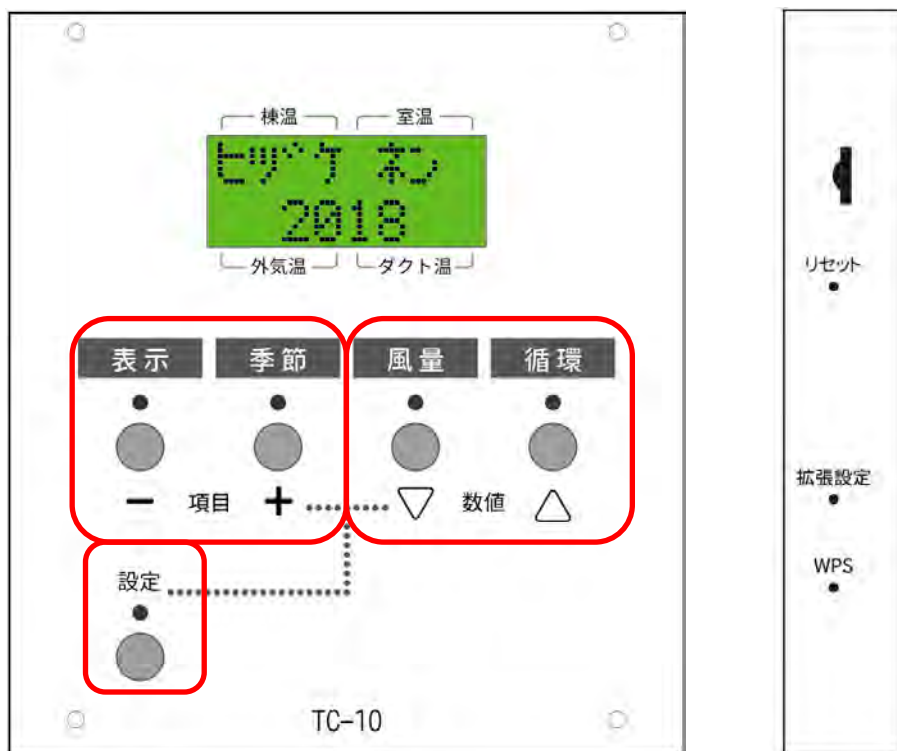 棟温 室温
ヒヅケ ネン
2018
外気温 ダクト温
表示 季節 風量 循環
− 項目 + ▽ 数値 △
設定
TC-10
リセット
拡張設定
WPS